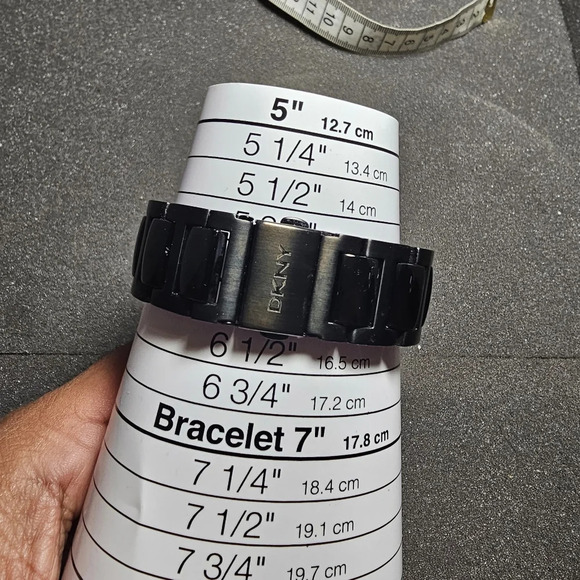 5" 12.7 cm
5 1/4" 13.4 cm
5 1/2" 14 cm
DKNY
6 1/2" 16.5 cm
6 3/4" 17.2 cm
Bracelet 7" 17.8 cm
7 1/4" 18.4 cm
7 1/2" 19.1 cm
7 3/4" 19.7 cm